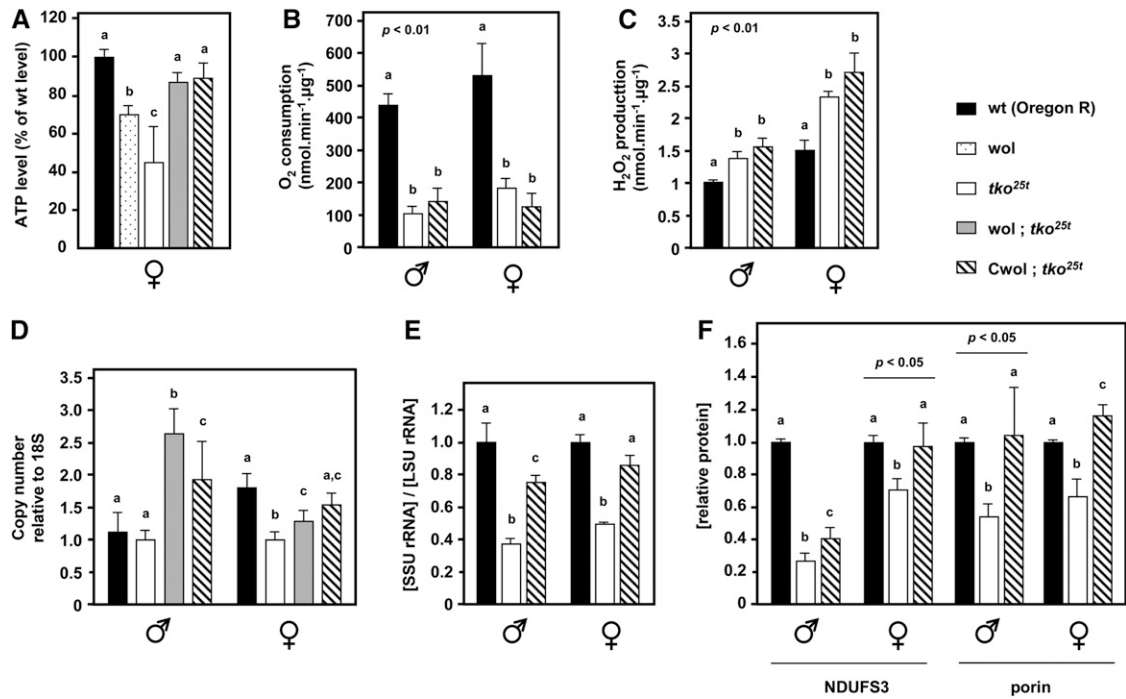 A
ATP level (% of wt level)
120
100
80
60
40
20
0
a
b
c
a
a
♀
B
O2 consumption
(nmol.min-1.µg-1)
700
600
500
400
300
200
100
0
p < 0.01
a
b
b
a
b
b
♂
♀
C
H2O2 producttion
(nmol.min-1.µg-1)
3.5
3
2.5
2
1.5
1
0.5
0
p < 0.01
a
b
b
a
b
b
♂
♀
wt (Oregon R)
wol
tko25t
wol ; tko25t
Cwol ; tko25t
D
Copy number
relative to 18S
3.5
3.0
2.5
2.0
1.5
1.0
0.5
0.0
a
a
b
c
a
b
c
a,c
♂
♀
E
[SSU rRNA] / [LSU rRNA]
1.2
1.0
0.8
0.6
0.4
0.2
0.0
a
b
c
a
b
a
♂
♀
F
[relative protein]
1.6
1.4
1.2
1.0
0.8
0.6
0.4
0.2
0
p < 0.05
p < 0.05
a
b
c
a
b
a
a
b
a
a
b
c
♂
♀
♂
♀
NDUFS3
porin